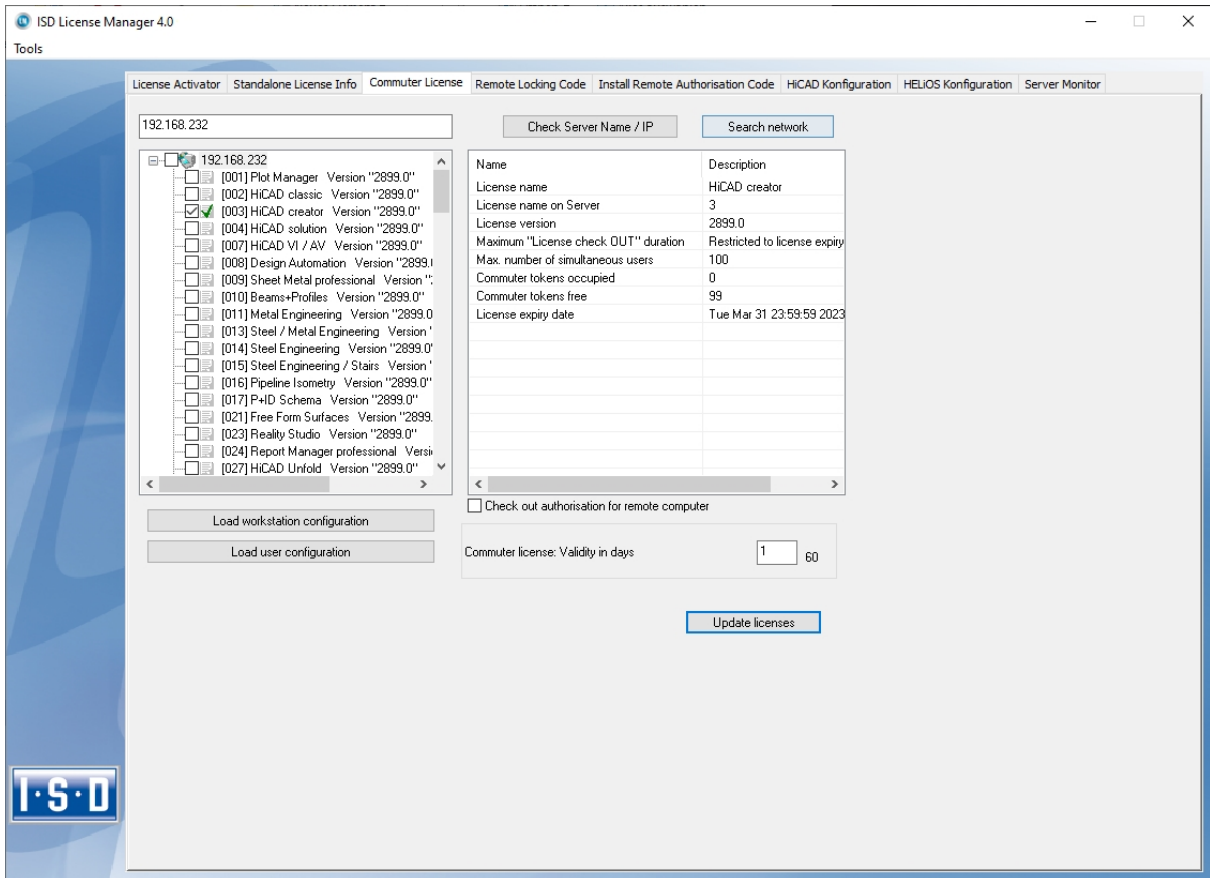 ISD License Manager 4.0
Tools
License Activator Standalone License Info Commuter License Remote Locking Code Install Remote Authorisation Code HiCAD Konfiguration HELiOS Konfiguration Server Monitor
192.168.232
Check Server Name / IP
Search network
192.168.232
[001] Plot Manager Version "2899.0"
[002] HiCAD classic Version "2899.0"
[003] HiCAD creator Version "2899.0"
[004] HiCAD solution Version "2899.0"
[007] HiCAD VI / AV Version "2899.0"
[008] Design Automation Version "2899.
[009] Sheet Metal professional Version "
[010] Beams+Profiles Version "2899.0"
[011] Metal Engineering Version "2899.0
[013] Steel / Metal Engineering Version "
[014] Steel Engineering Version "2899.0"
[015] Steel Engineering / Stairs Version "
[016] Pipeline Isometry Version "2899.0"
[017] P+ID Schema Version "2899.0"
[021] Free Form Surfaces Version "2899.
[023] Reality Studio Version "2899.0"
[024] Report Manager professional Versi
[027] HiCAD Unfold Version "2899.0"
Name Description
License name HiCAD creator
License name on Server 3
License version 2899.0
Maximum "License check OUT" duration Restricted to license expiry
Max. number of simultaneous users 100
Commuter tokens occupied 0
Commuter tokens free 99
License expiry date Tue Mar 31 23:59:59 2023
Check out authorisation for remote computer
Load workstation configuration
Load user configuration
Commuter license: Validity in days 1 60
Update licenses
I·S·D